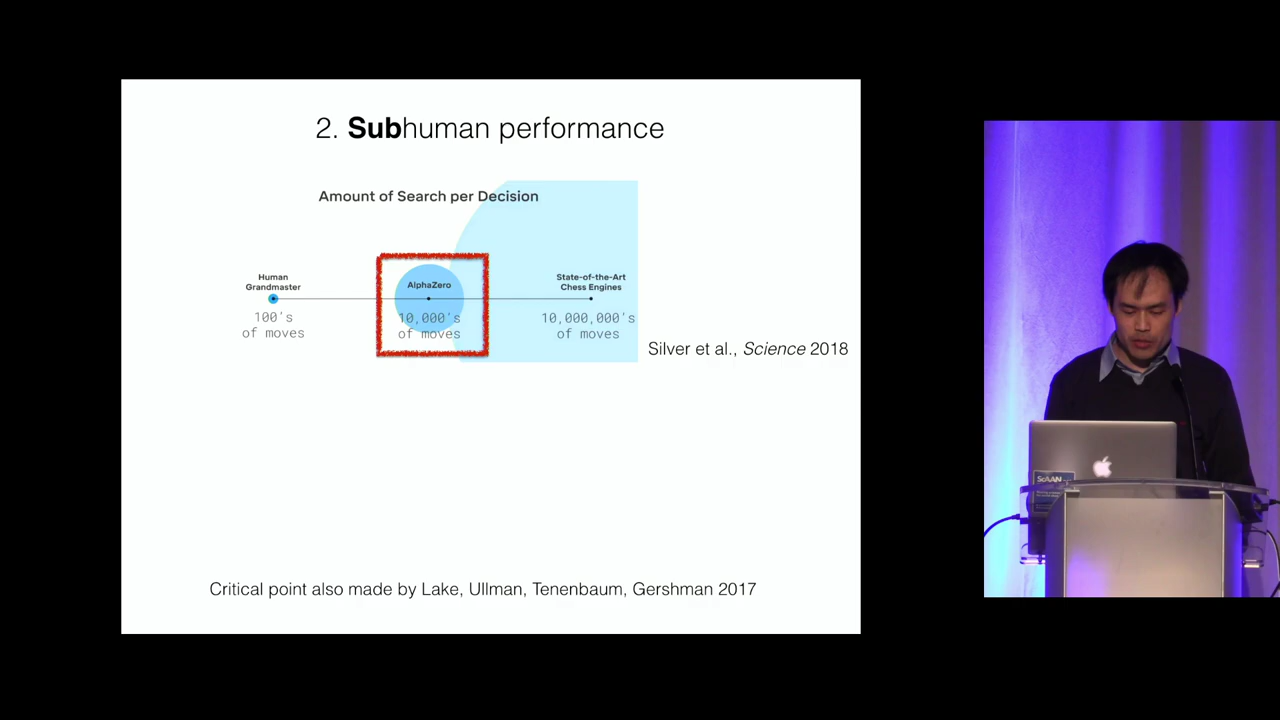 2. Subhuman performance
Amount of Search per Decision
Human
Grandmaster
100's
of moves
AlphaZero
10,000's
of moves
State-of-the-Art
Chess Engines
10,000,000's
of moves
Silver et al., Science 2018
Critical point also made by Lake, Ullman, Tenenbaum, Gershman 2017